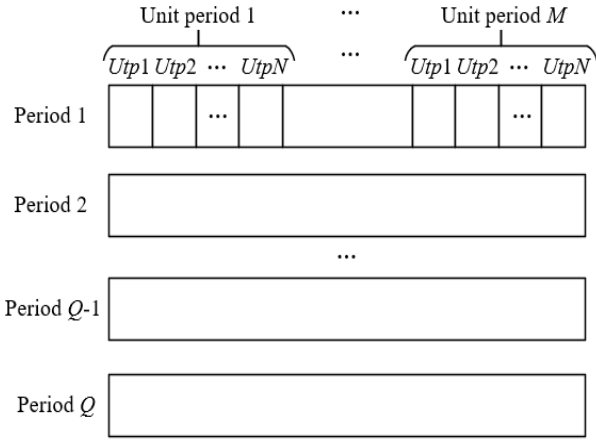 Unit period 1 ... Unit period M
...
Utp1 Utp2 ... UtpN Utp1 Utp2 ... UtpN
Period 1 ... ...
Period 2
...
Period Q-1
Period Q